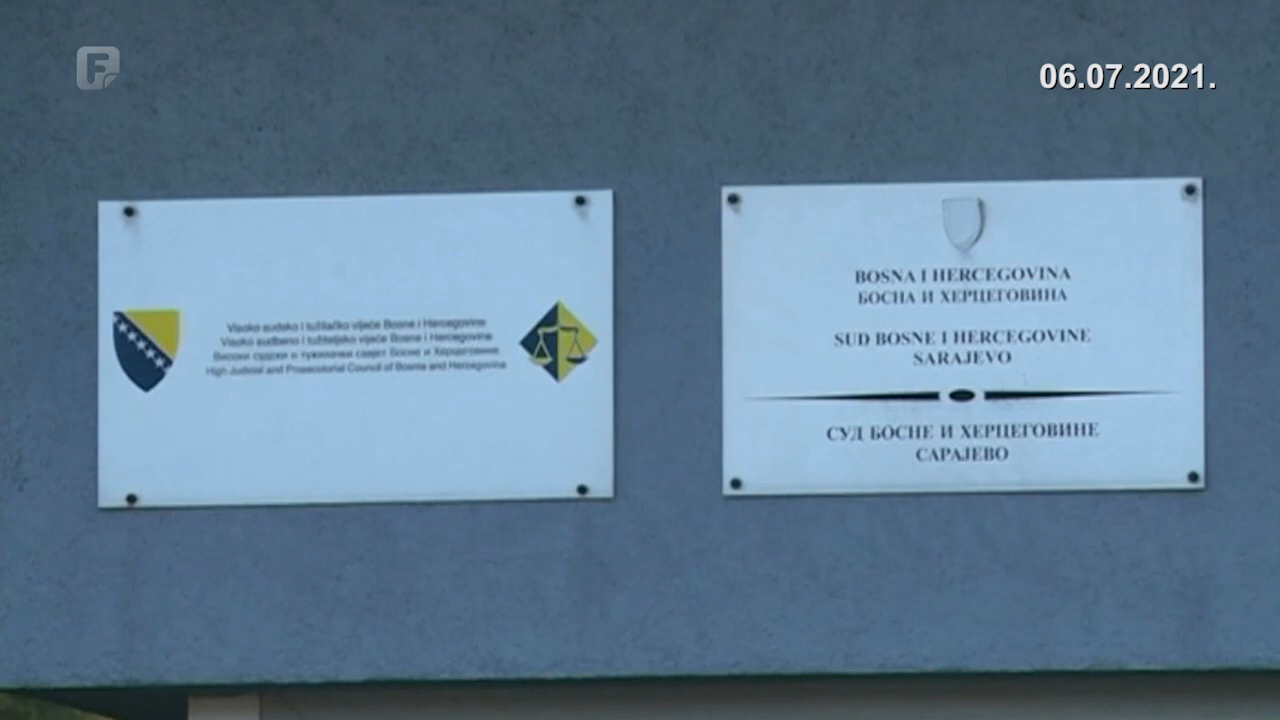 F
06.07.2021.
Visoko sudsko i tužilačko vijeće Bosne i Hercegovine
Visoko sudbeno i tužiteljsko vijeće Bosne i Hercegovine
Високи судски и тужилачки савјет Босне и Херцеговине
High Judicial and Prosecutorial Council of Bosnia and Herzegovina
BOSNA I HERCEGOVINA
БОСНА И ХЕРЦЕГОВИНА
SUD BOSNE I HERCEGOVINE
SARAJEVO
СУД БОСНЕ И ХЕРЦЕГОВИНЕ
САРАЈЕВО